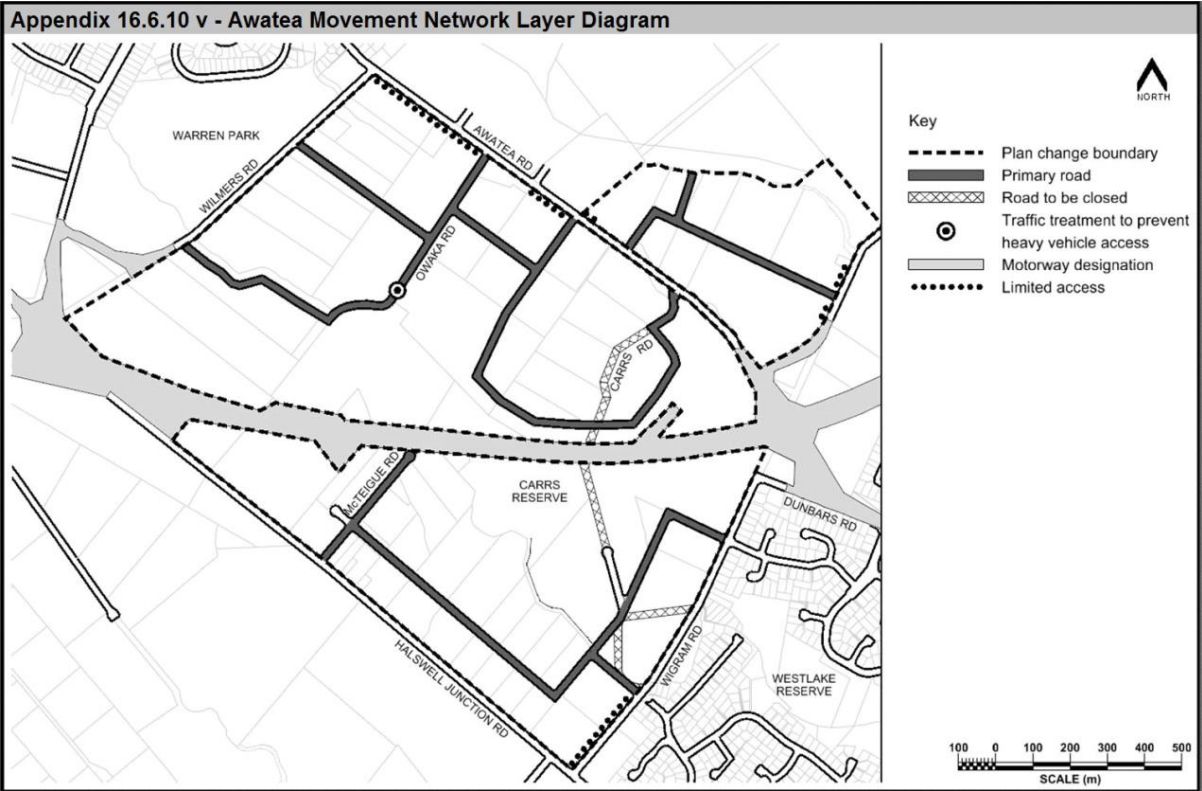 Appendix 16.6.10 v - Awatea Movement Network Layer Diagram
NORTH
WARREN PARK
AWATEA RD
WILMERS RD
OWAKA RD
CARRS RD
McTEIGUE RD
CARRS
RESERVE
DUNBARS RD
HALSWELL JUNCTION RD
WIGRAM RD
WESTLAKE
RESERVE
Key
Plan change boundary
Primary road
Road to be closed
Traffic treatment to prevent
heavy vehicle access
Motorway designation
Limited access
100 0 100 200 300 400 500
SCALE (m)